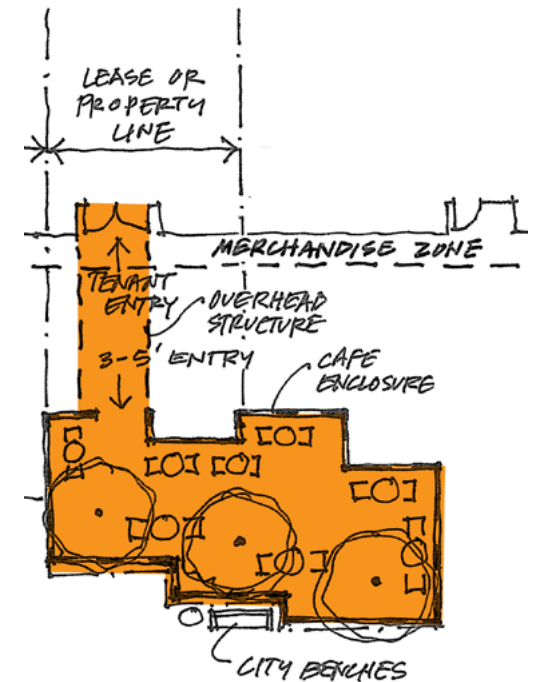 LEASE OR
PROPERTY
LINE
MERCHANDISE ZONE
TENANT
ENTRY
OVERHEAD
STRUCTURE
3-5' ENTRY
CAFE
ENCLOSURE
CITY BENCHES